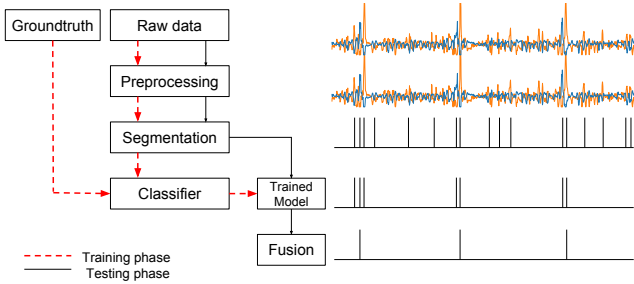 Groundtruth
Raw data
Preprocessing
Segmentation
Classifier
Trained
Model
Fusion
Training phase
Testing phase